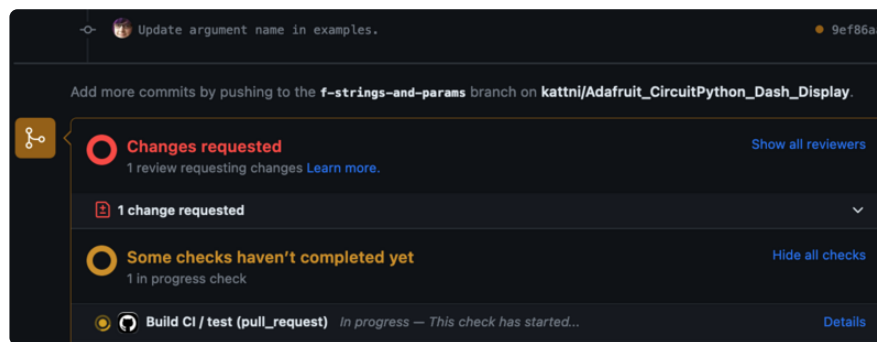 Update argument name in examples.
9ef86a
Add more commits by pushing to the f-strings-and-params branch on kattni/Adafruit_CircuitPython_Dash_Display.
Changes requested
Show all reviewers
1 review requesting changes Learn more.
1 change requested
Some checks haven’t completed yet
Hide all checks
1 in progress check
Build CI / test (pull_request) In progress — This check has started...
Details